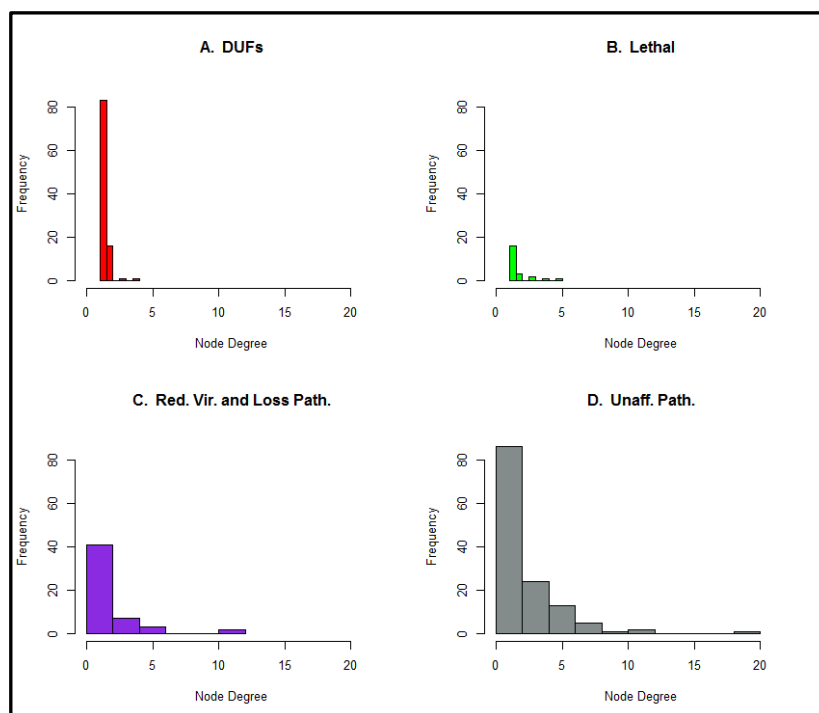 A. DUFs
Frequency
0 20 40 60 80
0 5 10 15 20
Node Degree
B. Lethal
Frequency
0 20 40 60 80
0 5 10 15 20
Node Degree
C. Red. Vir. and Loss Path.
Frequency
0 20 40 60 80
0 5 10 15 20
Node Degree
D. Unaff. Path.
Frequency
0 20 40 60 80
0 5 10 15 20
Node Degree